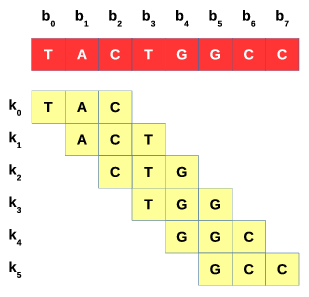 b0 b1 b2 b3 b4 b5 b6 b7
T A C T G G C C
k0 T A C
k1 A C T
k2 C T G
k3 T G G
k4 G G C
k5 G C C